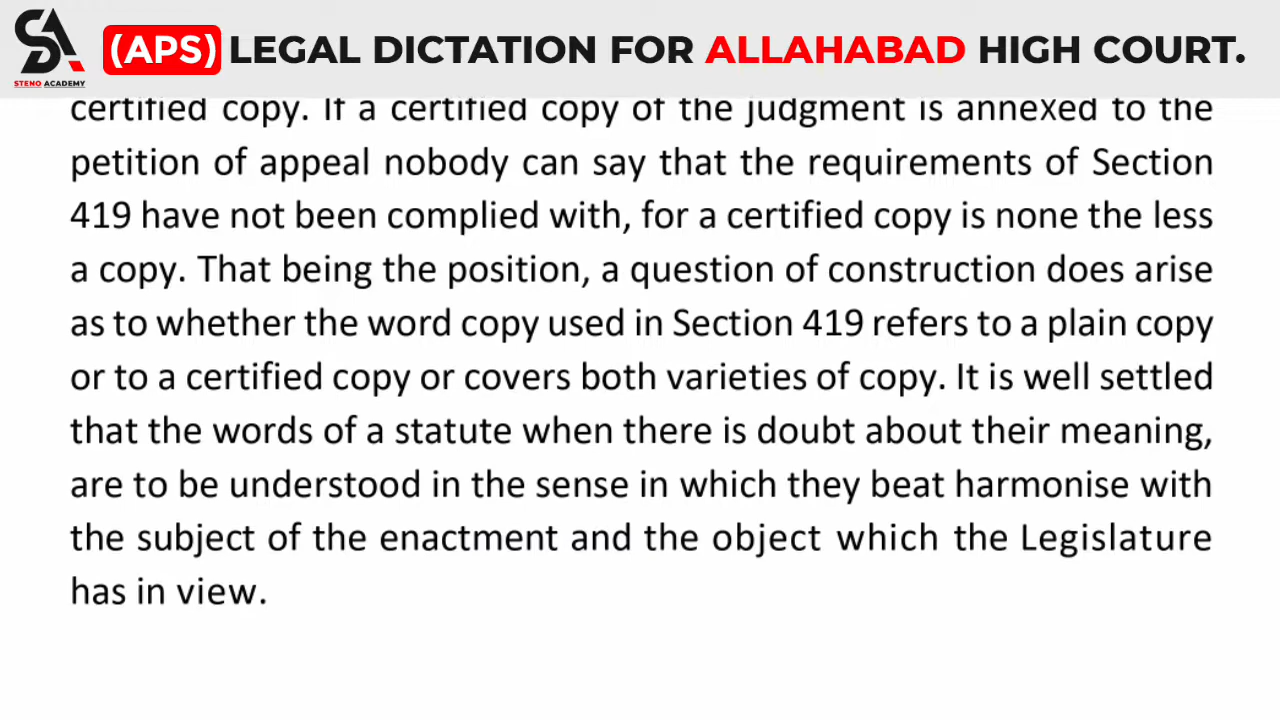 SA
STENO ACADEMY
(APS) LEGAL DICTATION FOR ALLAHABAD HIGH COURT.
certified copy. If a certified copy of the judgment is annexed to the
petition of appeal nobody can say that the requirements of Section
419 have not been complied with, for a certified copy is none the less
a copy. That being the position, a question of construction does arise
as to whether the word copy used in Section 419 refers to a plain copy
or to a certified copy or covers both varieties of copy. It is well settled
that the words of a statute when there is doubt about their meaning,
are to be understood in the sense in which they beat harmonise with
the subject of the enactment and the object which the Legislature
has in view.